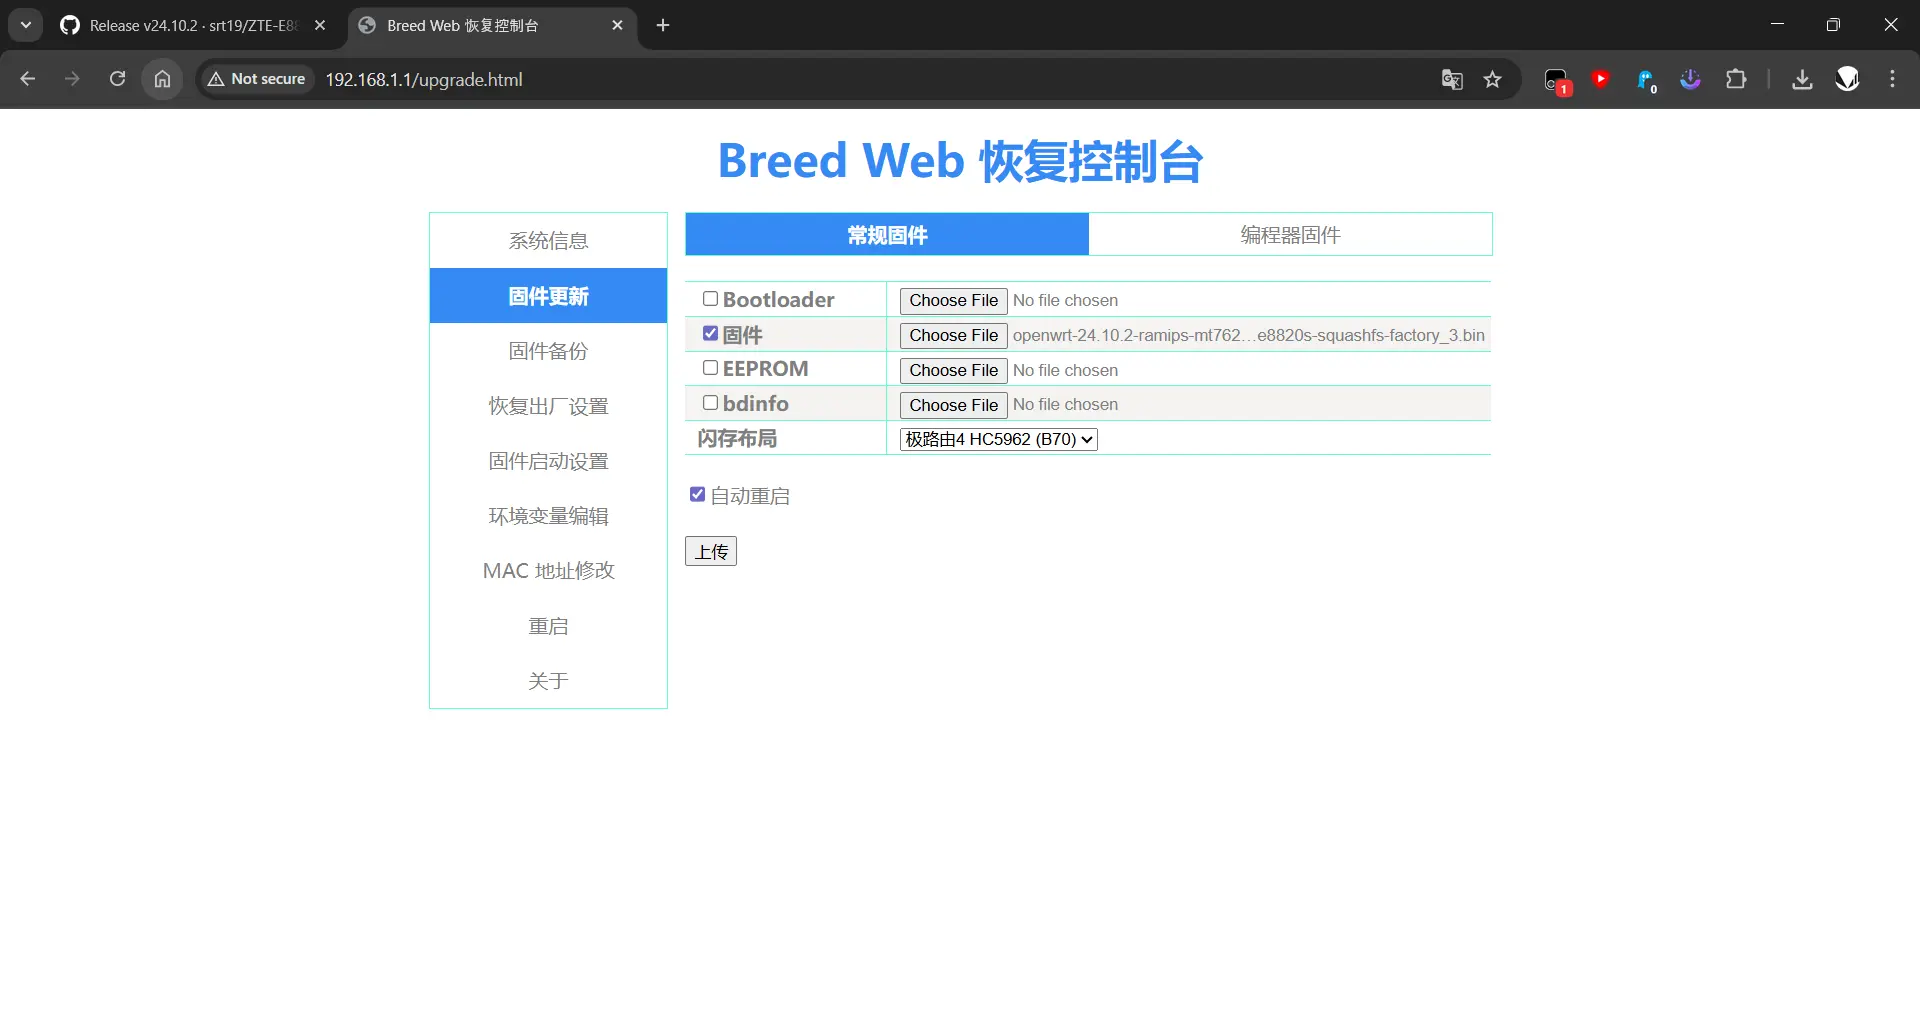 Release v24.10.2 · srt19/ZTE-E88
Breed Web 恢复控制台
Not secure
192.168.1.1/upgrade.html
1
0
Breed Web 恢复控制台
系统信息
固件更新
固件备份
恢复出厂设置
固件启动设置
环境变量编辑
MAC 地址修改
重启
关于
常规固件
编程器固件
Bootloader
Choose File No file chosen
固件
Choose File openwrt-24.10.2-ramips-mt762...e8820s-squashfs-factory_3.bin
EEPROM
Choose File No file chosen
bdinfo
Choose File No file chosen
闪存布局
极路由4 HC5962 (B70)
自动重启
上传